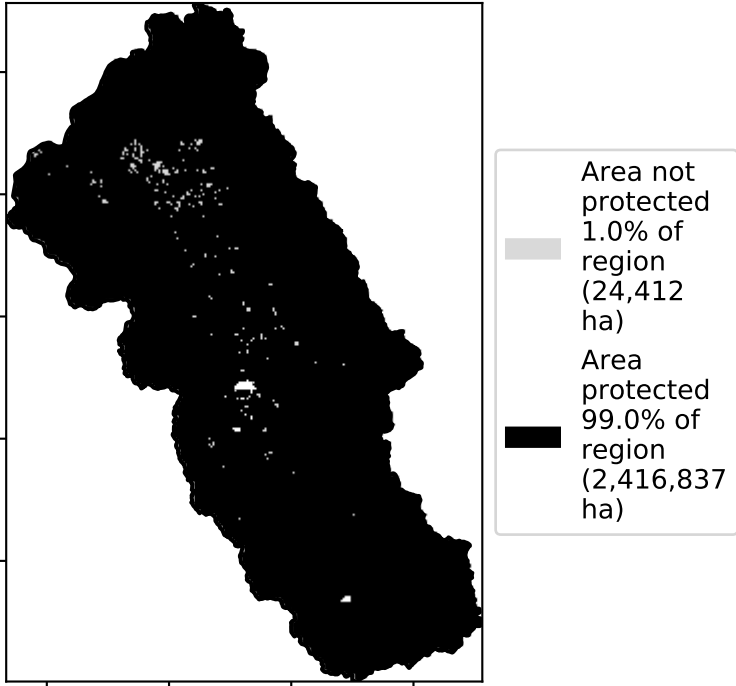 Area not
protected
1.0% of
region
(24,412
ha)
Area
protected
99.0% of
region
(2,416,837
ha)